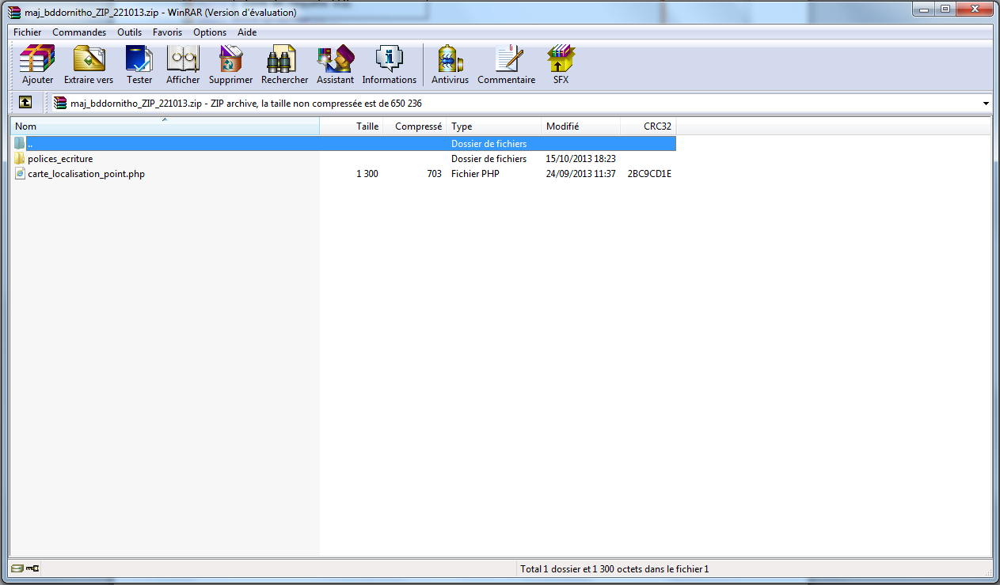 maj_bddornitho_ZIP_221013.zip - WinRAR (Version d'évaluation)
Fichier Commandes Outils Favoris Options Aide
Ajouter Extraire vers Tester Afficher Supprimer Rechercher Assistant Informations Antivirus Commentaire SFX
maj_bddornitho_ZIP_221013.zip - ZIP archive, la taille non compressée est de 650 236
Nom Taille Compressé Type Modifié CRC32
.. Dossier de fichiers
polices_ecriture Dossier de fichiers 15/10/2013 18:23
carte_localisation_point.php 1 300 703 Fichier PHP 24/09/2013 11:37 2BC9CD1E
Total 1 dossier et 1 300 octets dans le fichier 1